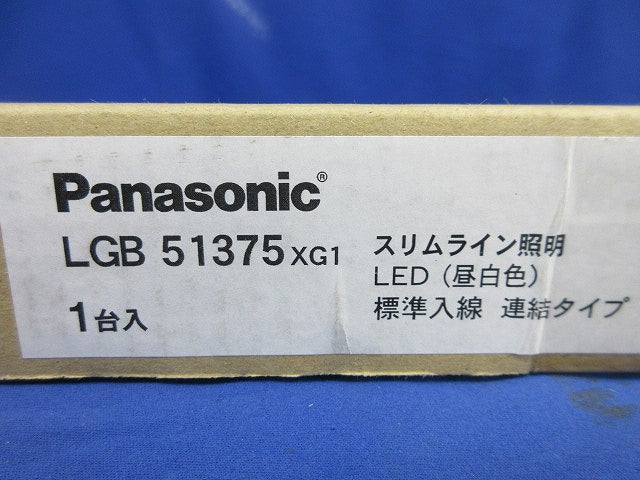 Panasonic®
LGB 51375 XG1
1台入
スリムライン照明
LED（昼白色）
標準入線 連結タイプ